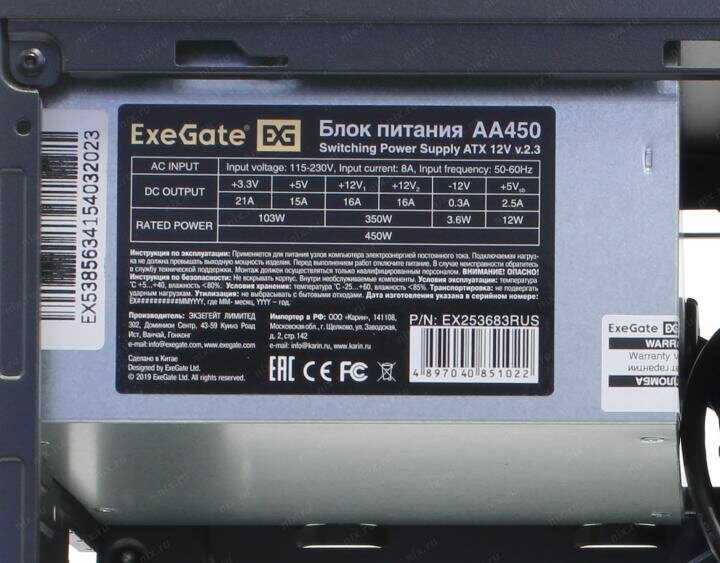 ExeGate EG Блок питания AA450
Switching Power Supply ATX 12V v.2.3
AC INPUT Input voltage: 115-230V, Input current: 8A, Input frequency: 50-60Hz
DC OUTPUT +3.3V +5V +12V1 +12V2 -12V +5Vsb
21A 15A 16A 16A 0.3A 2.5A
RATED POWER 103W 350W 3.6W 12W
450W
Инструкция по эксплуатации: Применяется для питания узлов компьютера электроэнергией постоянного тока. Подключаемая нагруз-
ка не должна превышать выходную мощность изделия. Перед выполнением работ отключите питание. В случае неисправности обратитесь
в службу технической поддержки. Монтаж должен осуществляться только квалифицированным персоналом. ВНИМАНИЕ! ОПАСНО!
Инструкция по безопасности: Не вскрывать корпус. Внутри необслуживаемые компоненты. Условия эксплуатации: температура
°С +5...+40, влажность <80%. Условия хранения: температура °С -25...+60, влажность <85%. Транспортировка: не подвергать
ударным нагрузкам. Утилизация: не выбрасывать с бытовыми отходами. Дата изготовления указана в серийном номере:
EX##########MMYYYY, где ММ- месяц, YYYY – год.
Производитель: ЭКЗЕГЕЙТ ЛИМИТЕД
302, Доминион Сентр, 43-59 Куинз Роад
Ист, Ванчай, Гонконг
e-mail: info@exegate.com, www.exegate.com
Сделано в Китае
Designed by ExeGate Ltd.
© 2019 ExeGate Ltd. All rights reserved.
Импортер в РФ: ООО «Карин», 141108,
Московская обл., г. Щелково, ул. Заводская,
д. 2, стр.142
e-mail: info@karin.ru, www.karin.ru
EAC CE FC
P/N: EX253683RUS
4 897040 851022
EX5385634154032023
ExeGate EG
WARR
Warranty v
гарантии
ПЛОМБА
nix.ru